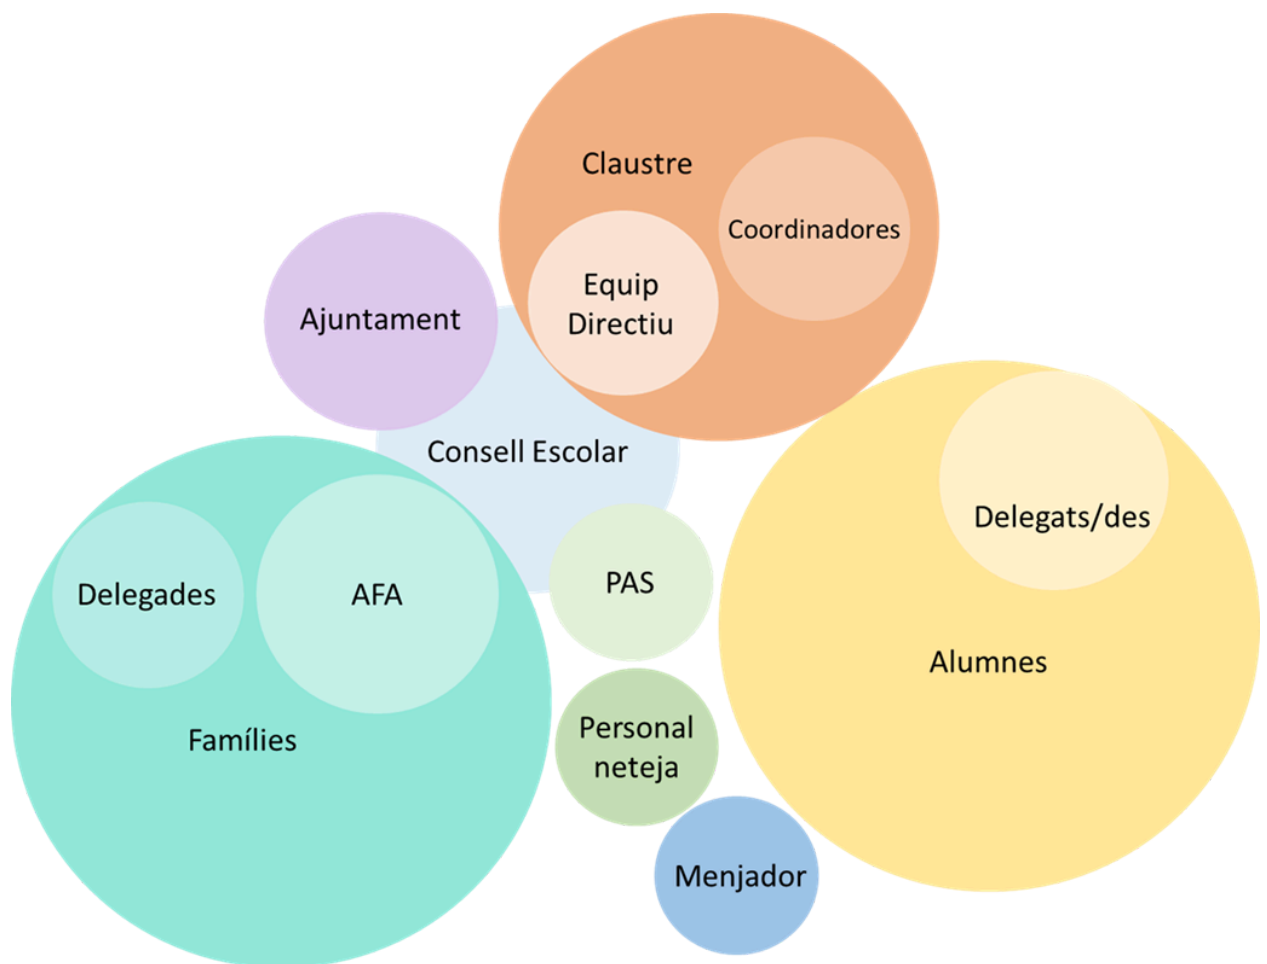 Claustre
Coordinadores
Equip
Directiu
Ajuntament
Consell Escolar
Delegats/des
PAS
Delegades
AFA
Alumnes
Famílies
Personal
neteja
Menjador